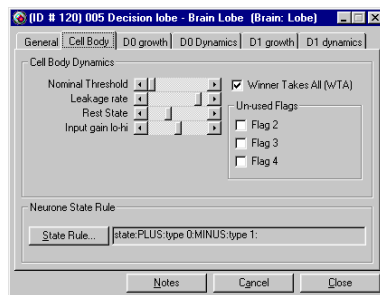 (ID # 120) 005 Decision lobe - Brain Lobe (Brain: Lobe)
General Cell Body D0 growth D0 Dynamics D1 growth D1 dynamics
Cell Body Dynamics
Nominal Threshold
Leakage rate
Rest State
Input gain lo-hi
Winner Takes All (WTA)
Un-used Flags
Flag 2
Flag 3
Flag 4
Neurone State Rule
State Rule... state:PLUS:type 0:MINUS:type 1:
Notes Cancel Close